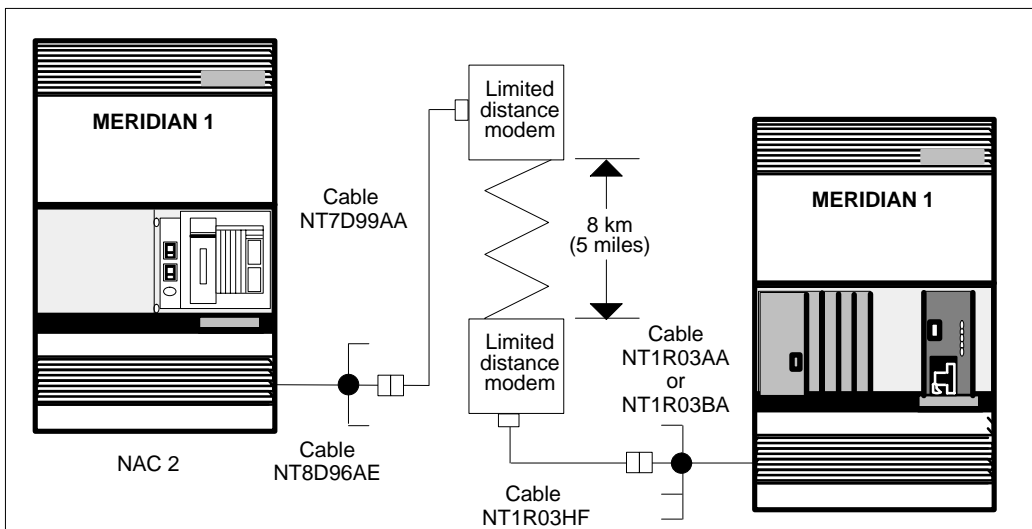 MERIDIAN 1
NAC 2
Cable
NT7D99AA
Cable
NT8D96AE
Limited
distance
modem
8 km
(5 miles)
Limited
distance
modem
Cable
NT1R03HF
Cable
NT1R03AA
or
NT1R03BA
MERIDIAN 1